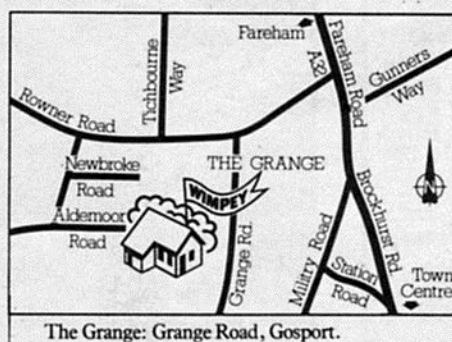 Fareham
A32
Fareham Road
Gunners
Way
Tichbourne
Way
Rowner Road
Newbroke
Road
THE GRANGE
WIMPEY
Aldemoor
Road
Grange Rd.
Militry Road
Station
Road
Brockhurst Rd
N
Town
Centre
The Grange: Grange Road, Gosport.